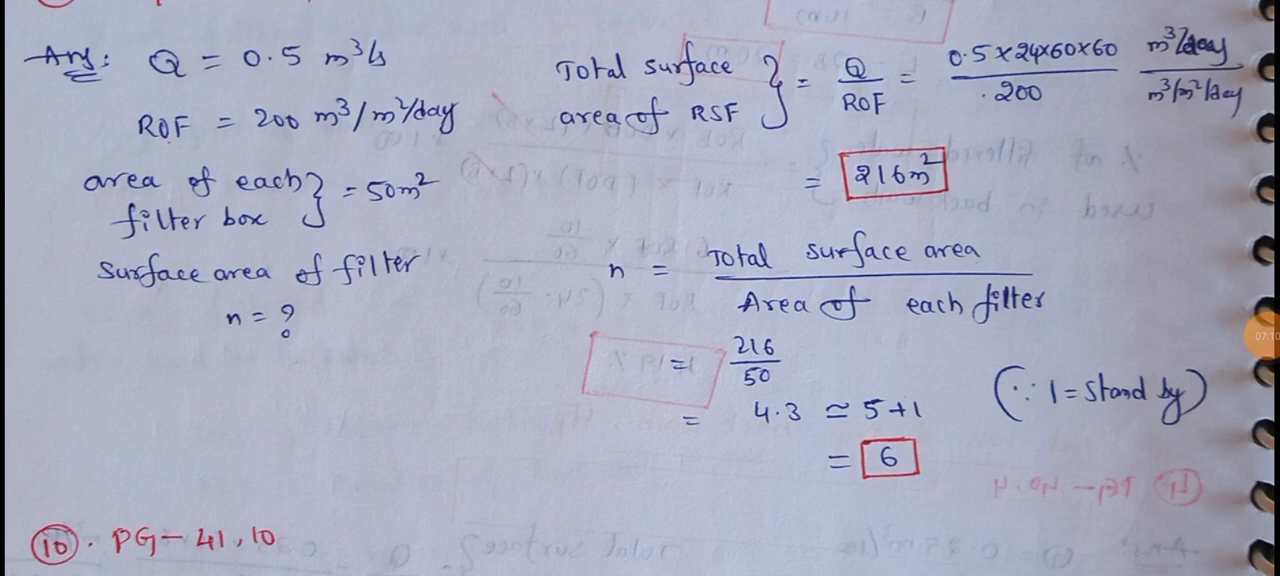 Ans: Q = 0.5 m³/s
ROF = 200 m³/m²/day
area of each filter box } = 50m²
surface area of filter
n = ?
Total surface area of RSF } = Q/ROF = 0.5×24×60×60/200 m³/day / m³/m²/day
= 216m²
n = Total surface area / Area of each filter
= 216/50
= 4.3 ≃ 5+1 (∵ 1 = Stand by)
= 6
(10). PG - 41,10
07:10